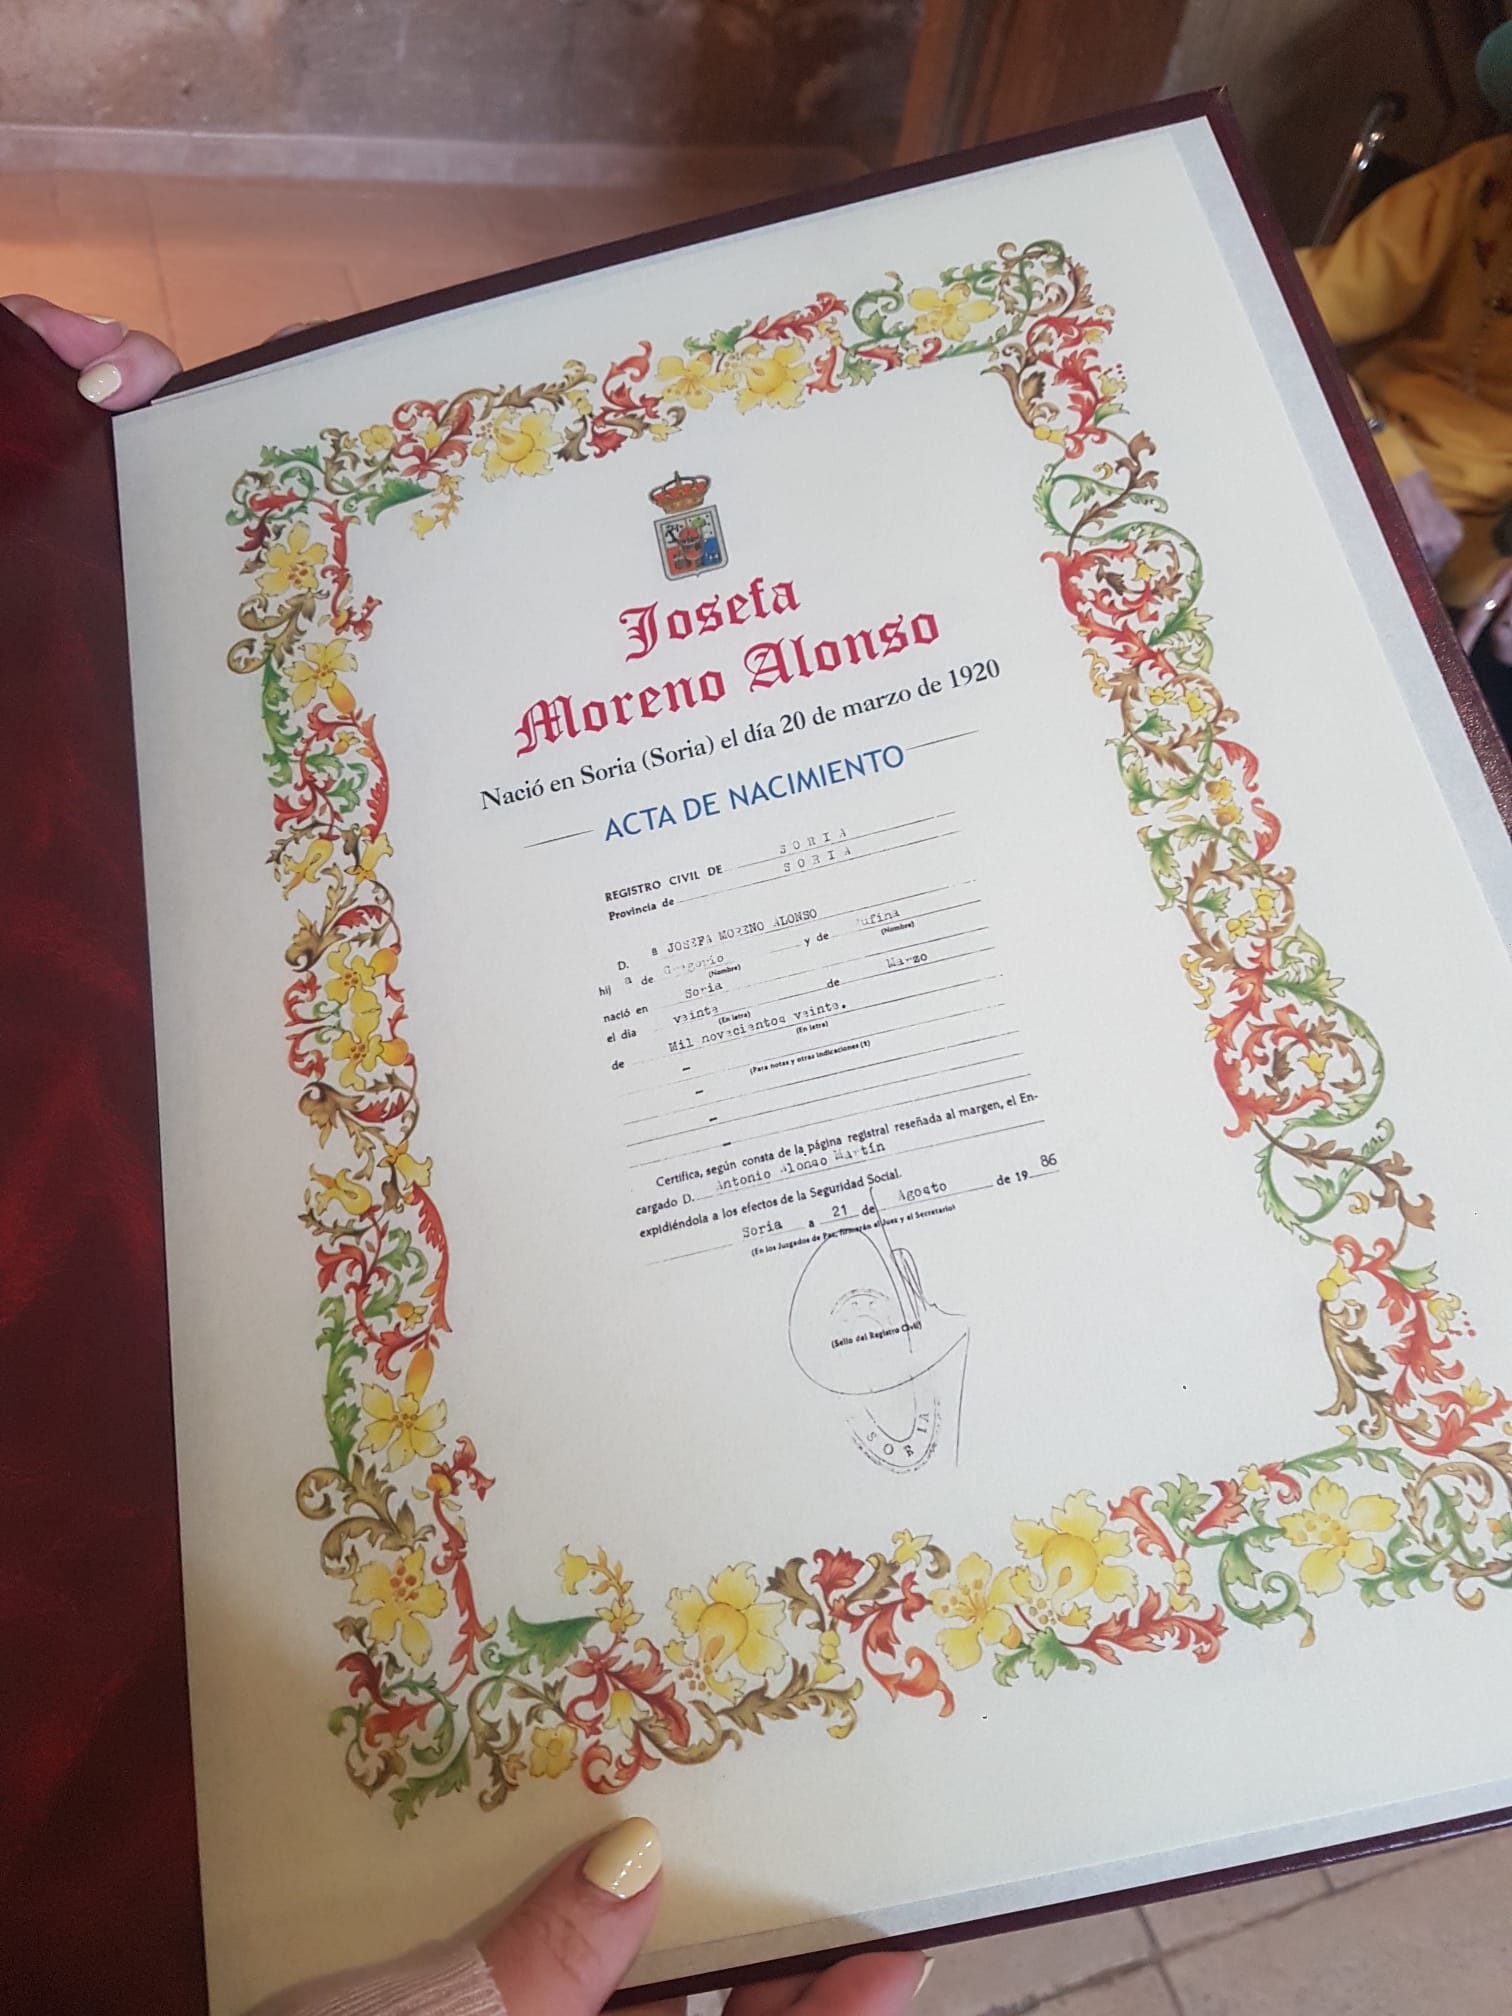 Josefa
Moreno Alonso
Nació en Soria (Soria) el día 20 de marzo de 1920
ACTA DE NACIMIENTO
REGISTRO CIVIL DE SORIA
Provincia de SORIA
D. a JOSEFA MORENO ALONSO
hij a de Gregorio y de Rufina
(Nombre) (Nombre)
nació en Soria
el día veinte de Marzo
(En letra)
de Mil novecientos veinte.
(En letra)
- (Para notas y otras indicaciones (1)
-
-
-
Certifica, según consta de la página registral reseñada al margen, el En-
cargado D. Antonio Alonso Martín
expidiéndola a los efectos de la Seguridad Social.
Soria a 21 de Agosto de 19 86
(En los Juzgados de Paz, firmarán el Juez y el Secretario)
(Sello del Registro Civil)
SORIA